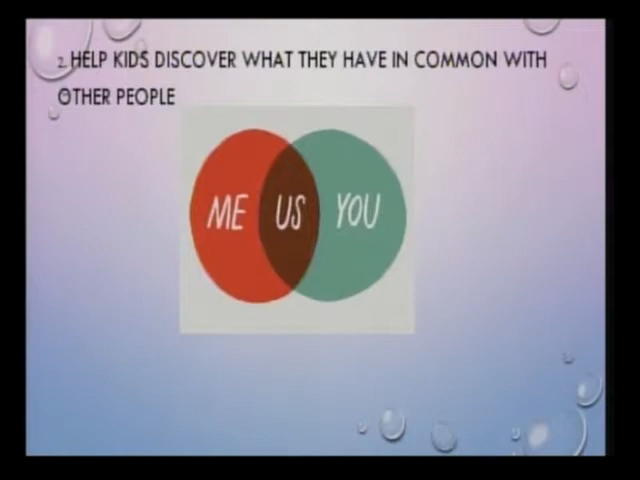 2. HELP KIDS DISCOVER WHAT THEY HAVE IN COMMON WITH
OTHER PEOPLE
ME US YOU